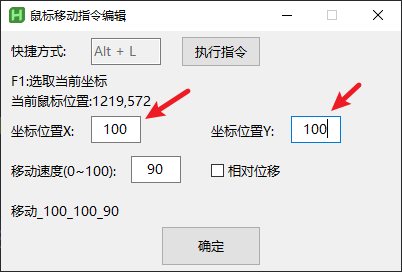 鼠标移动指令编辑
快捷方式: Alt + L 执行指令
F1:选取当前坐标
当前鼠标位置:1219,572
坐标位置X: 100 坐标位置Y: 100
移动速度(0~100): 90 相对位移
移动_100_100_90
确定